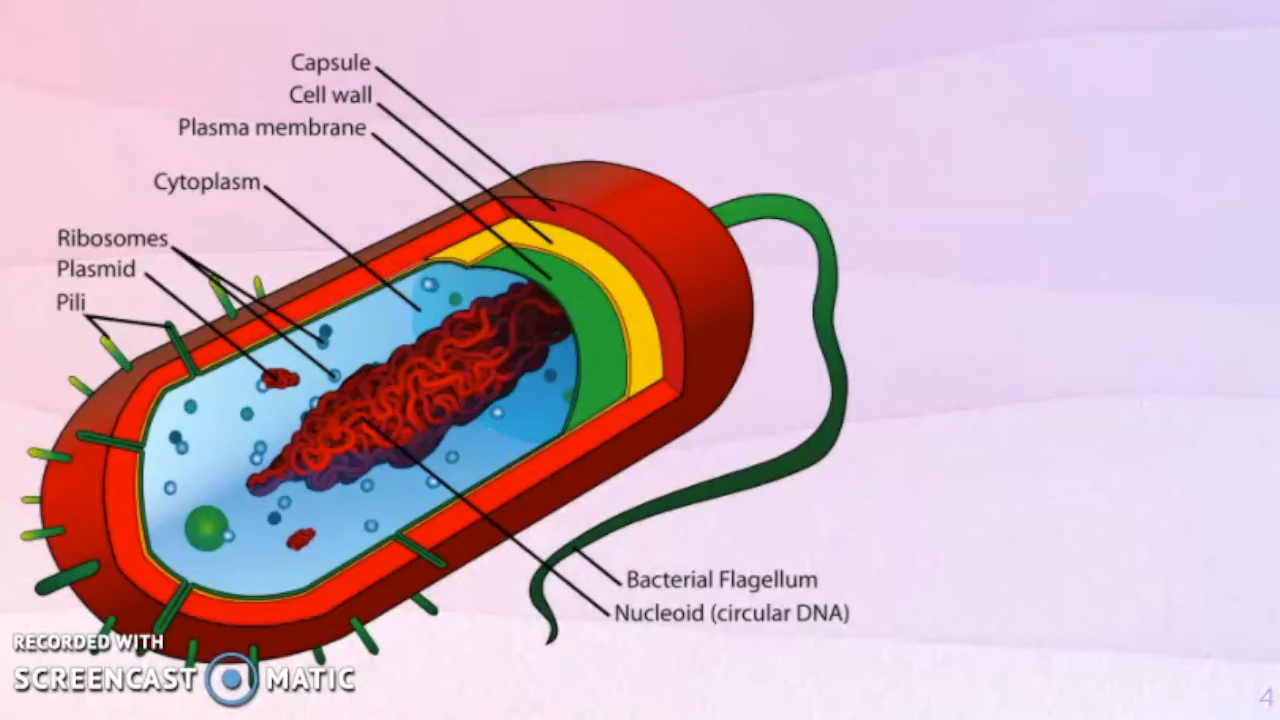 Capsule
Cell wall
Plasma membrane
Cytoplasm
Ribosomes
Plasmid
Pili
Bacterial Flagellum
Nucleoid (circular DNA)
RECORDED WITH
SCREENCAST MATIC
4